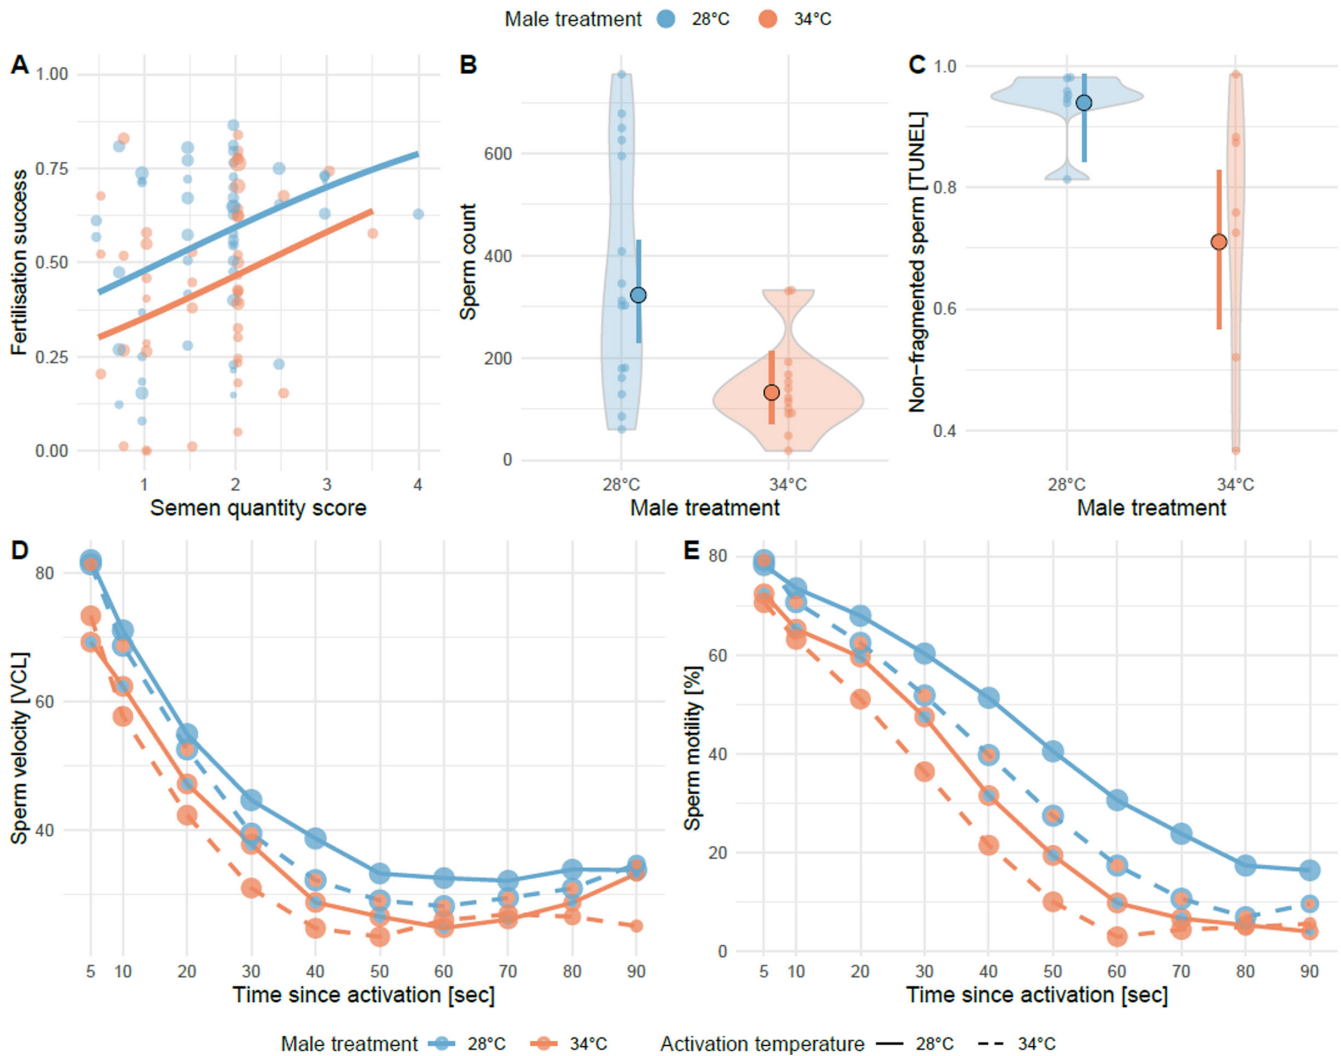 Male treatment 28°C 34°C
A B C
Fertilisation success
1.00
0.75
0.50
0.25
0.00
1 2 3 4
Semen quantity score
Sperm count
600
400
200
0
28°C 34°C
Male treatment
Non-fragmented sperm [TUNEL]
1.0
0.8
0.6
0.4
28°C 34°C
Male treatment
D E
Sperm velocity [VCL]
80
60
40
5 10 20 30 40 50 60 70 80 90
Time since activation [sec]
Sperm motility [%]
80
60
40
20
0
5 10 20 30 40 50 60 70 80 90
Time since activation [sec]
Male treatment 28°C 34°C Activation temperature 28°C 34°C